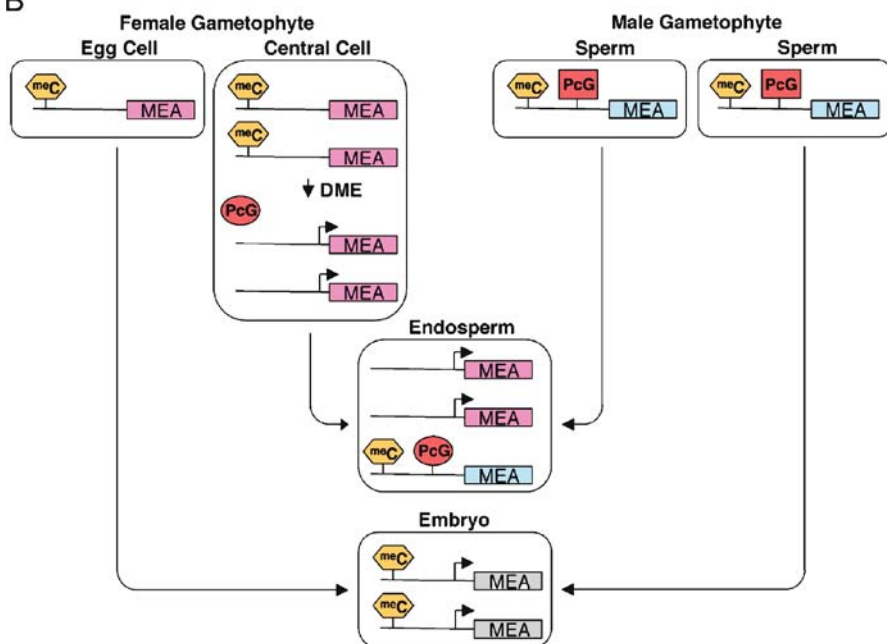 B
Female Gametophyte
Male Gametophyte
Egg Cell
Central Cell
Sperm
Sperm
meC
MEA
meC
MEA
meC
MEA
DME
PcG
MEA
MEA
meC
PcG
MEA
meC
PcG
MEA
Endosperm
MEA
MEA
meC
PcG
MEA
Embryo
meC
MEA
meC
MEA